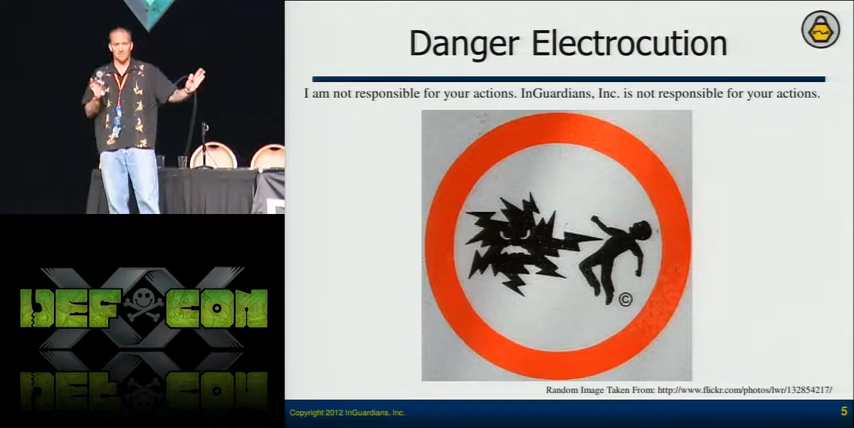 Danger Electrocution
I am not responsible for your actions. InGuardians, Inc. is not responsible for your actions.
©
Random Image Taken From: http://www.flickr.com/photos/lwr/132854217/
Copyright 2012 InGuardians, Inc.
5
XX
DEF CON